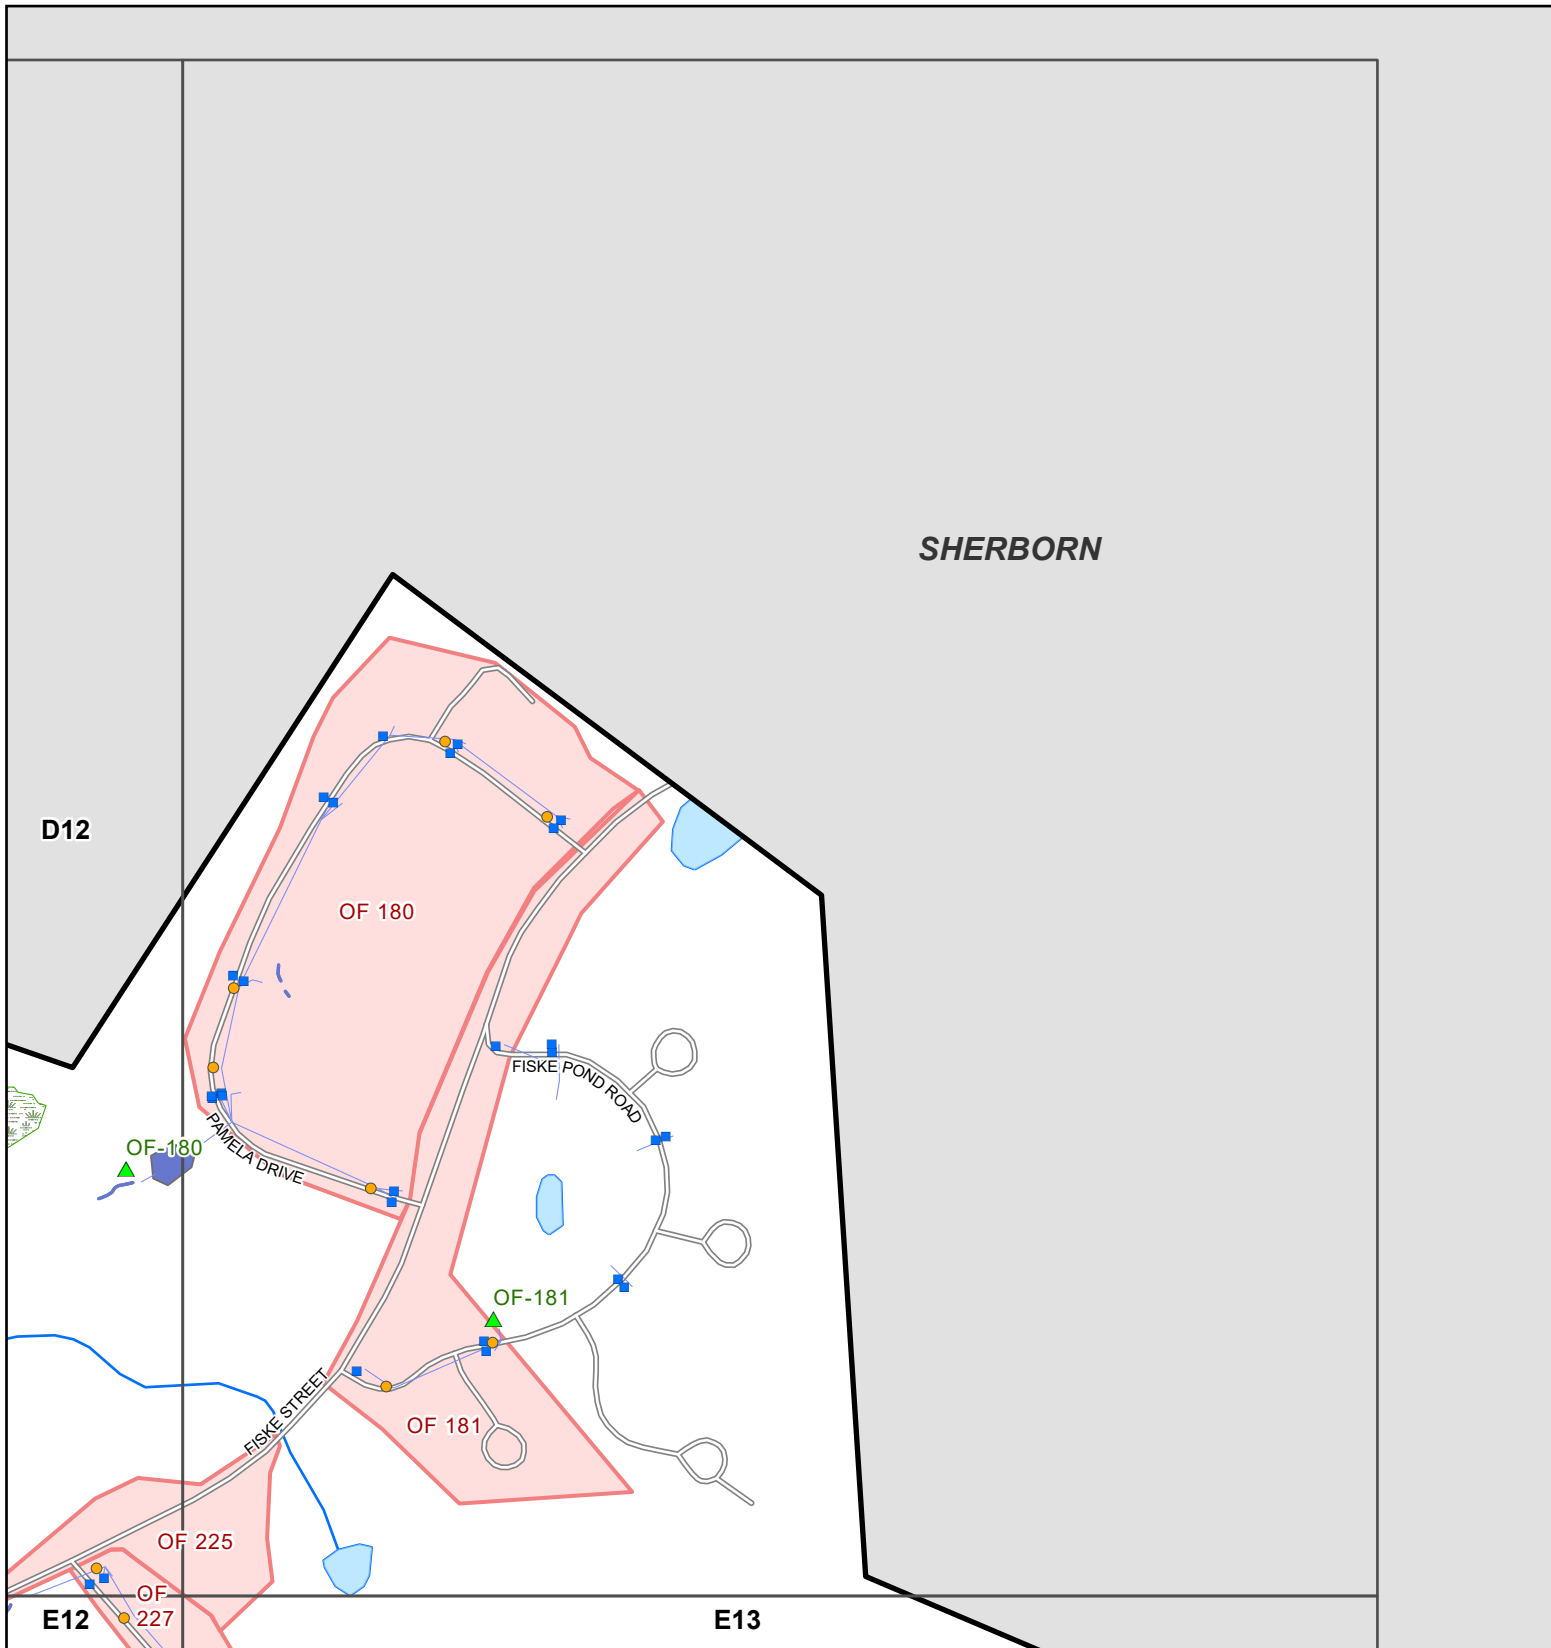 SHERBORN
D12
OF 180
FISKE POND ROAD
PAMELA DRIVE
OF-180
OF-181
FISKE STREET
OF 181
OF 225
OF
227
E12
E13